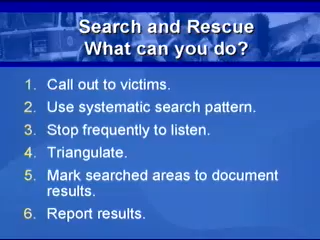 Search and Rescue
What can you do?
1. Call out to victims.
2. Use systematic search pattern.
3. Stop frequently to listen.
4. Triangulate.
5. Mark searched areas to document
results.
6. Report results.